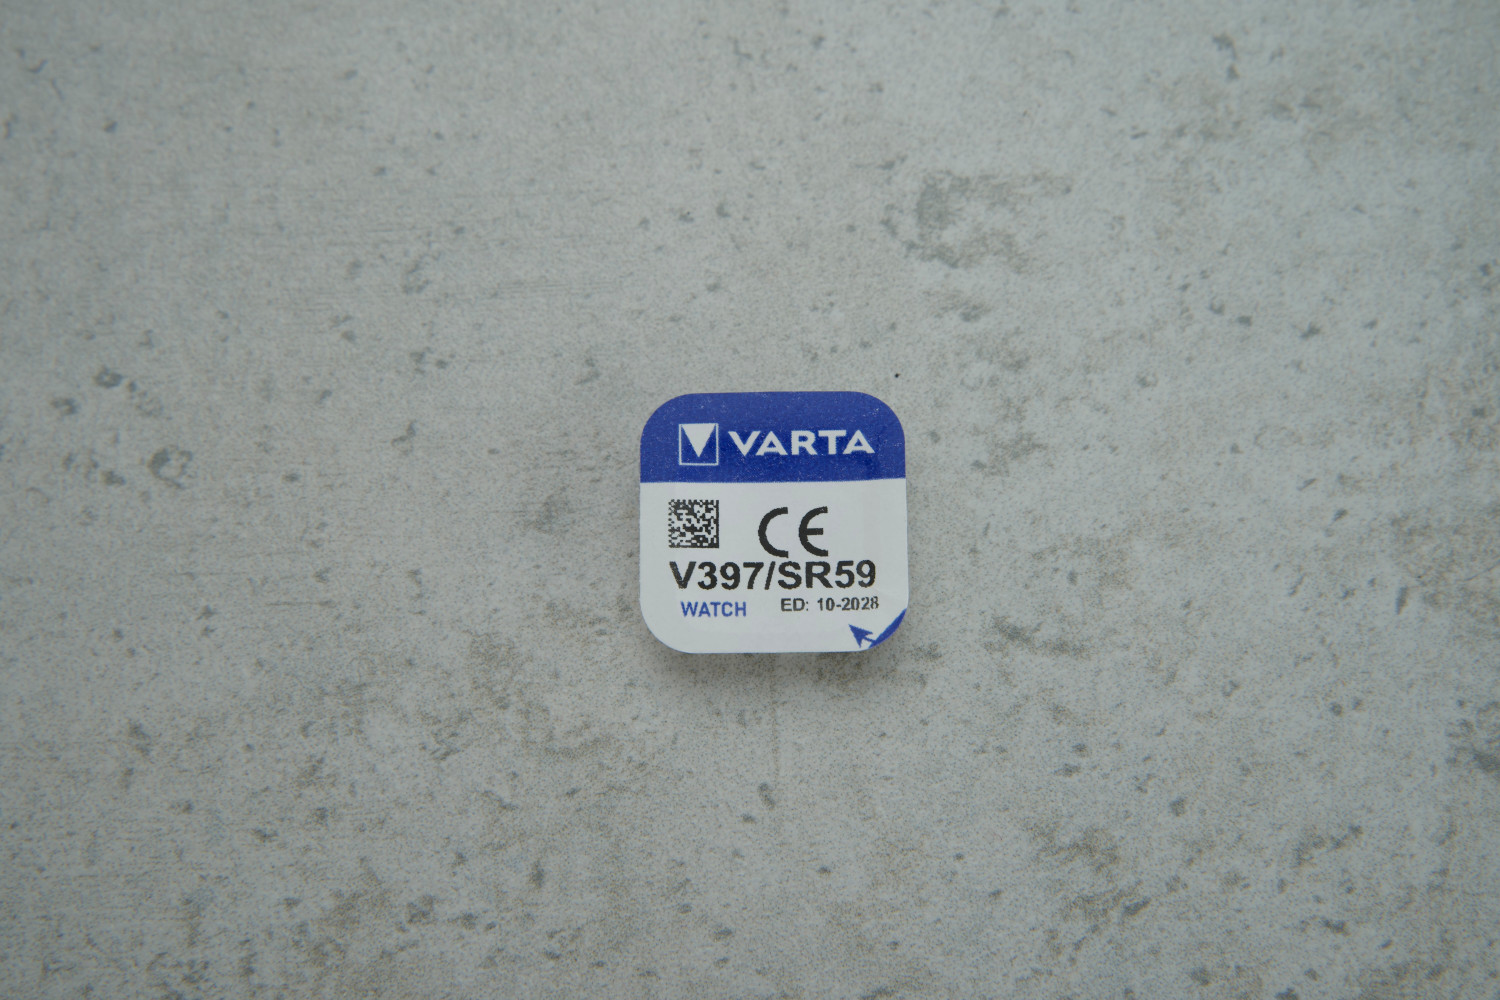 VARTA
CE
V397/SR59
WATCH ED: 10-2028